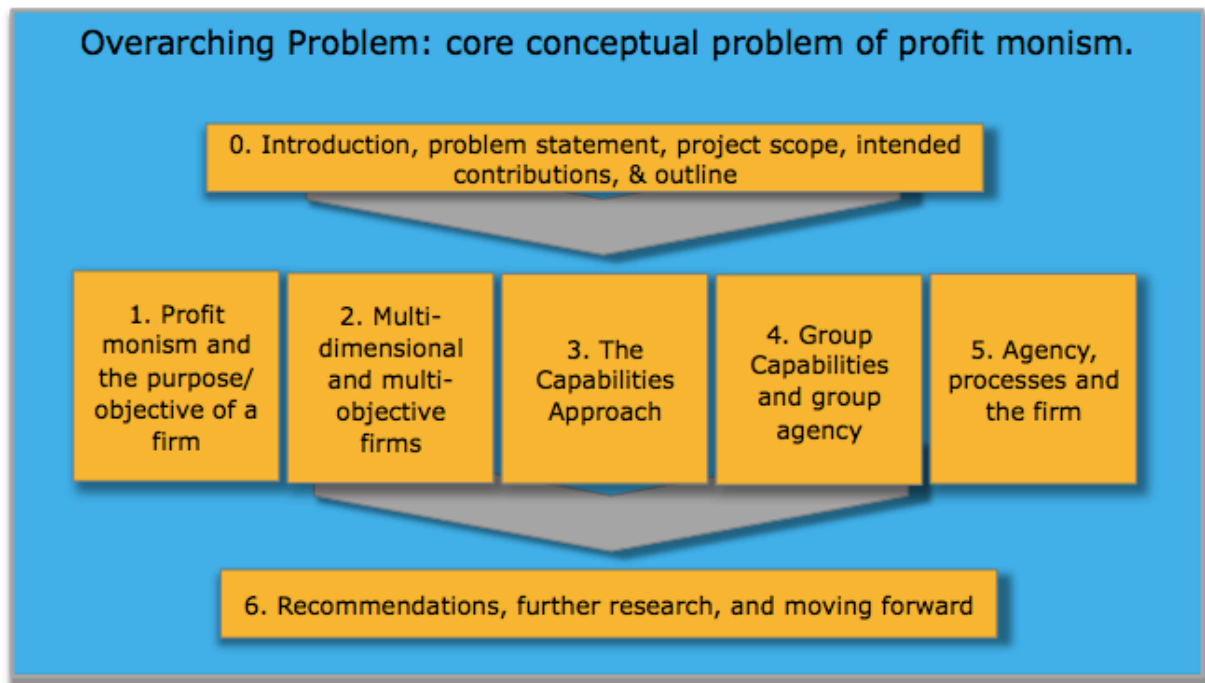 Overarching Problem: core conceptual problem of profit monism.
0. Introduction, problem statement, project scope, intended
contributions, & outline
1. Profit
monism and
the purpose/
objective of a
firm
2. Multi-
dimensional
and multi-
objective
firms
3. The
Capabilities
Approach
4. Group
Capabilities
and group
agency
5. Agency,
processes and
the firm
6. Recommendations, further research, and moving forward